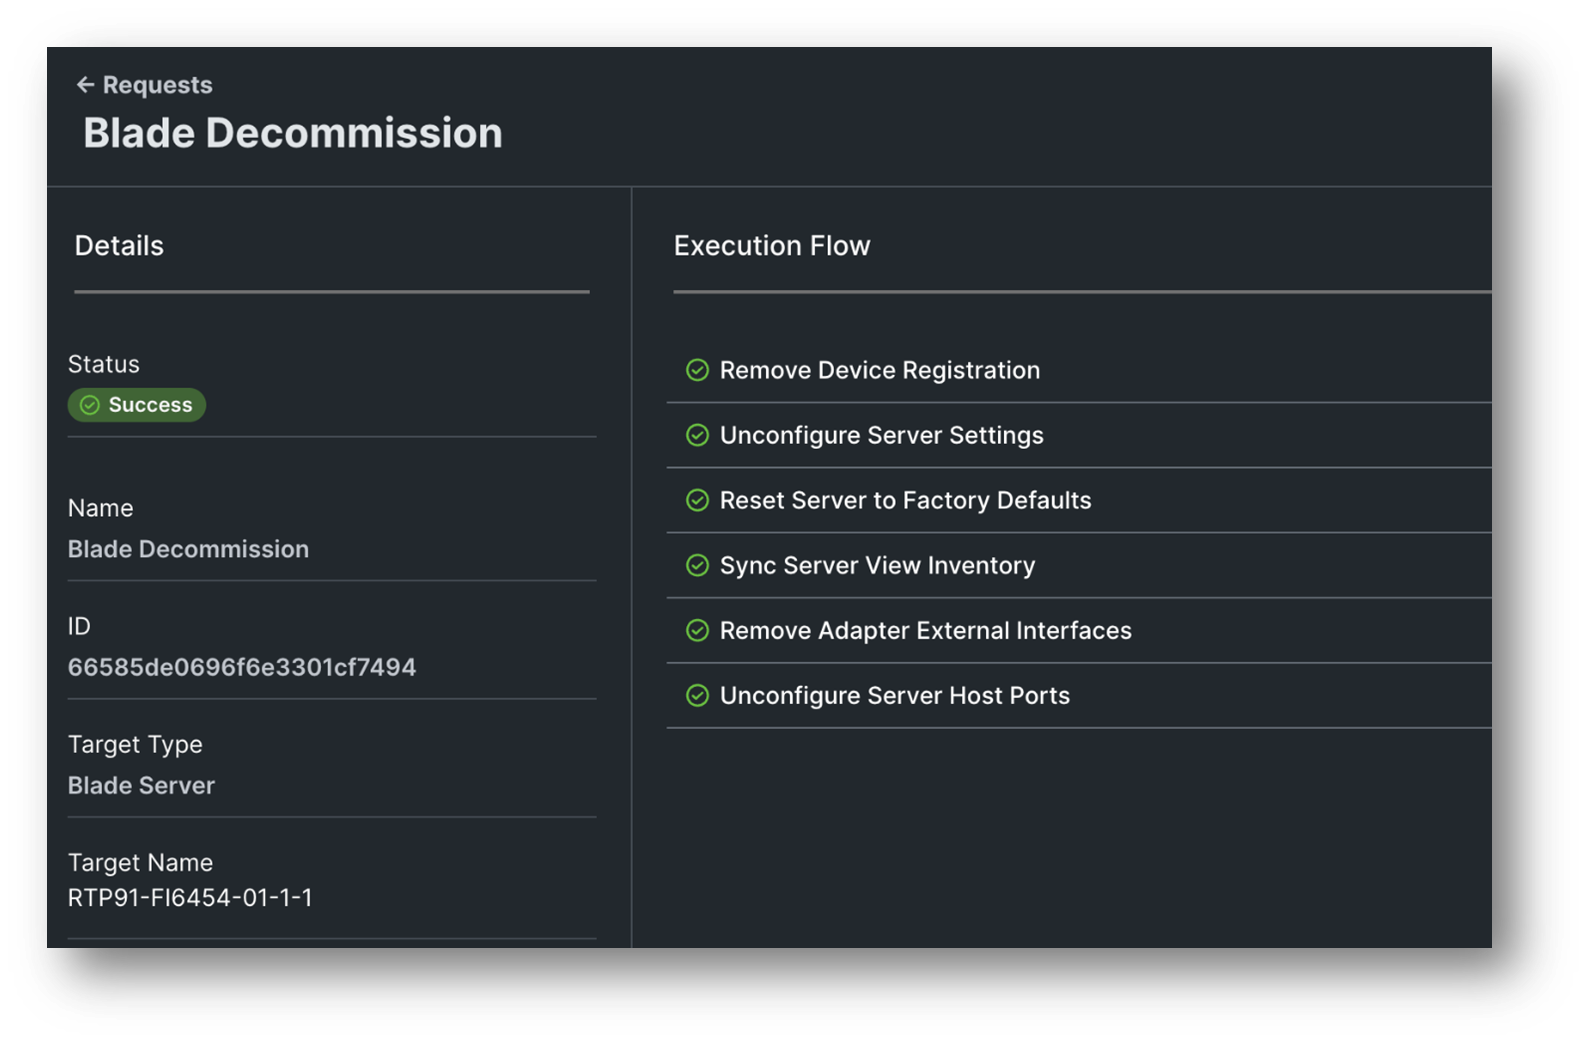 ← Requests
Blade Decommission
Details
Status
Success
Name
Blade Decommission
ID
66585de0696f6e3301cf7494
Target Type
Blade Server
Target Name
RTP91-FI6454-01-1-1
Execution Flow
Remove Device Registration
Unconfigure Server Settings
Reset Server to Factory Defaults
Sync Server View Inventory
Remove Adapter External Interfaces
Unconfigure Server Host Ports